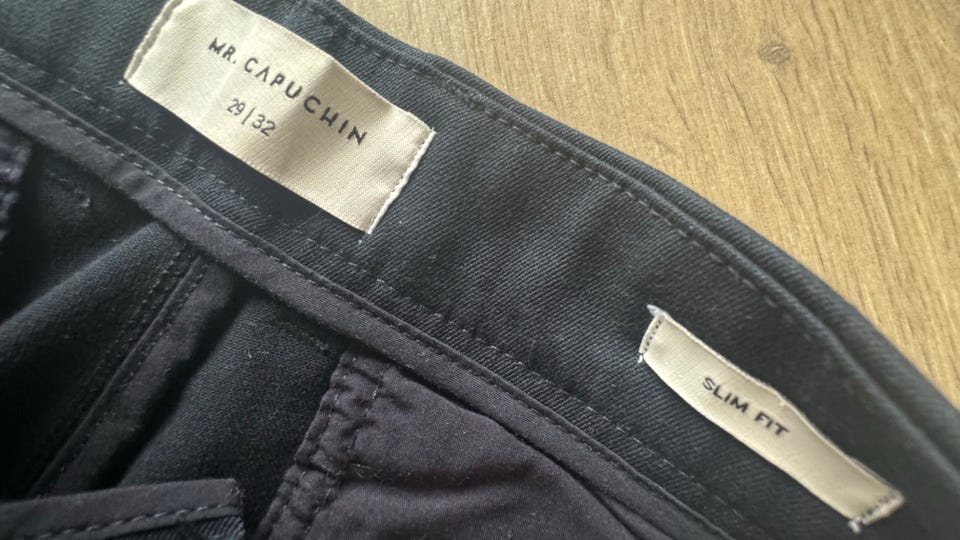 MR. CAPUCHIN
29|32
SLIM FIT